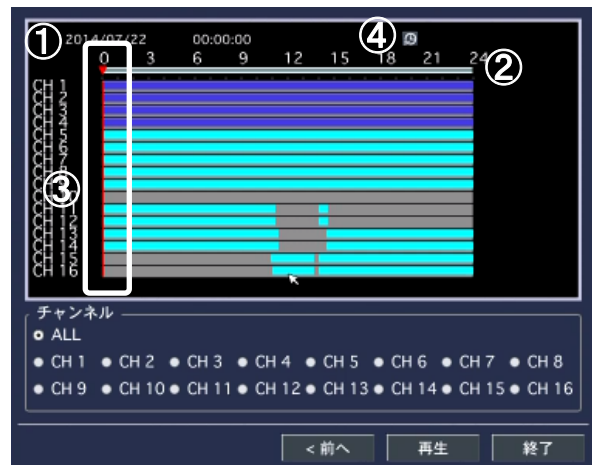 ① 2014/07/22 00:00:00 ④
0 3 6 9 12 15 18 21 24 ②
CH 1
CH 2
CH 3
CH 4
CH 5
CH 6
CH 7
③
CH 11
CH 12
CH 13
CH 14
CH 15
CH 16
チャンネル
ALL
CH 1 CH 2 CH 3 CH 4 CH 5 CH 6 CH 7 CH 8
CH 9 CH 10 CH 11 CH 12 CH 13 CH 14 CH 15 CH 16
< 前へ 再生 終了